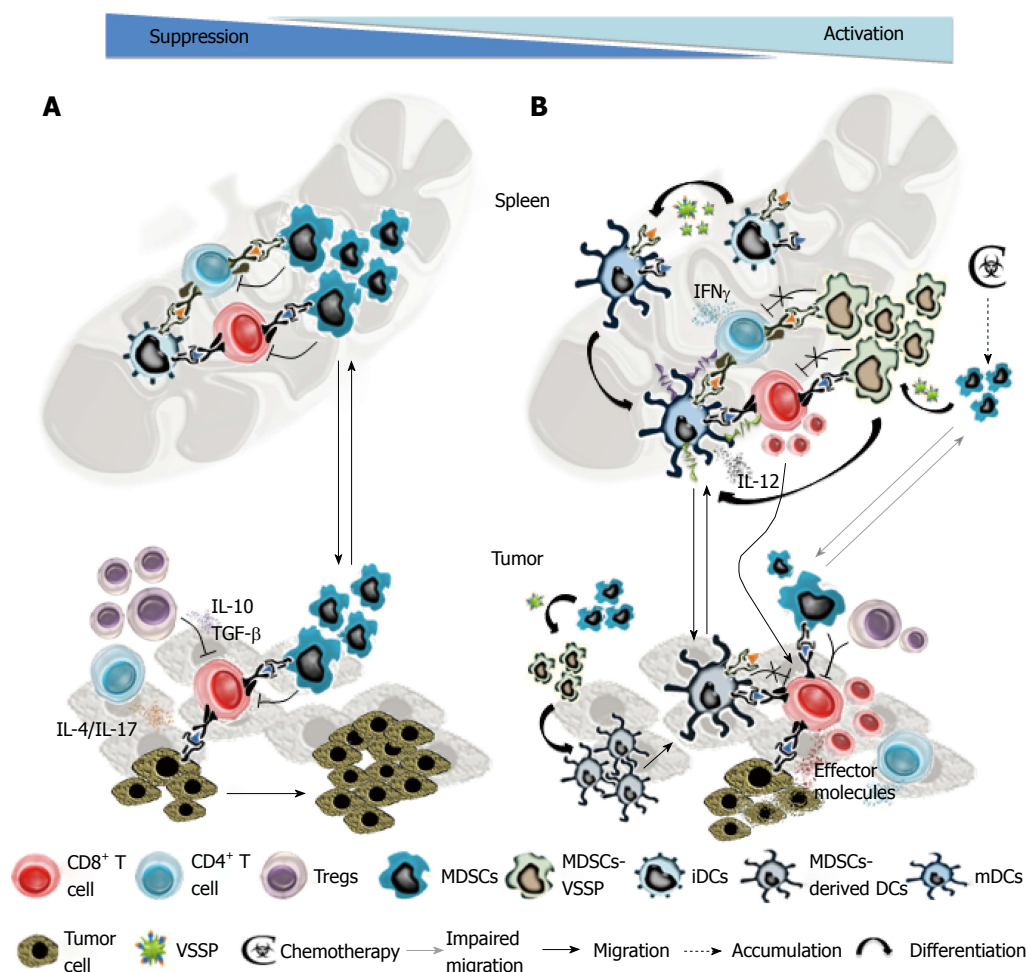 Suppression
Activation
A
B
Spleen
IFNγ
IL-12
Tumor
IL-10
TGF-β
IL-4/IL-17
Effector
molecules
CD8⁺ T
cell
CD4⁺ T
cell
Tregs
MDSCs
MDSCs-
VSSP
iDCs
MDSCs-
derived DCs
mDCs
Tumor
cell
VSSP
Chemotherapy
Impaired
migration
Migration
Accumulation
Differentiation